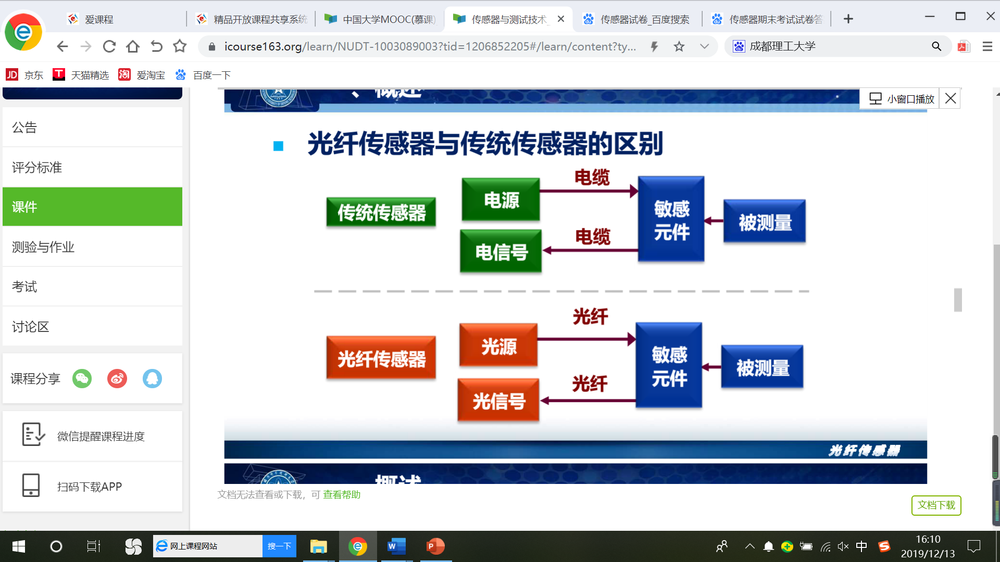 爱课程
精品开放课程共享系统
中国大学MOOC(慕课)
传感器与测试技术_
传感器试卷_百度搜索
传感器期末考试试卷答
icourse163.org/learn/NUDT-1003089003?tid=1206852205#/learn/content?ty...
成都理工大学
JD 京东
T 天猫精选
淘 爱淘宝
百度一下
小窗口播放
、概述
公告
评分标准
课件
测验与作业
考试
讨论区
课程分享
微信提醒课程进度
扫码下载APP
光纤传感器与传统传感器的区别
传统传感器
电源
电缆
敏感
元件
被测量
电信号
电缆
光纤传感器
光源
光纤
敏感
元件
被测量
光信号
光纤
光纤传感器
概述
文档无法查看或下载，可 查看帮助
文档下载
网上课程网站
搜一下
中
16:10
2019/12/13